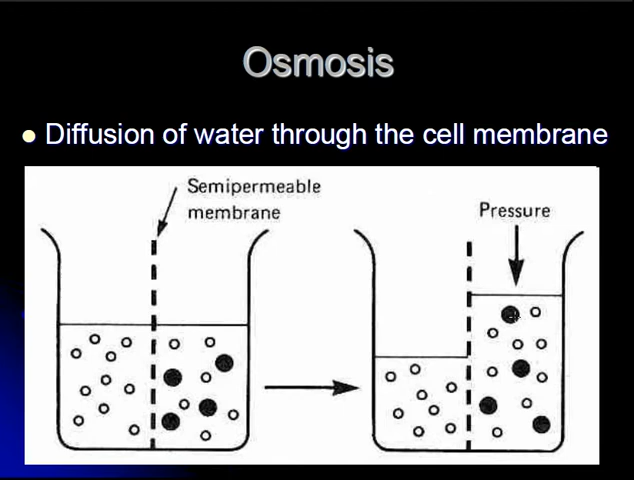 Osmosis
Diffusion of water through the cell membrane
Semipermeable
membrane
Pressure